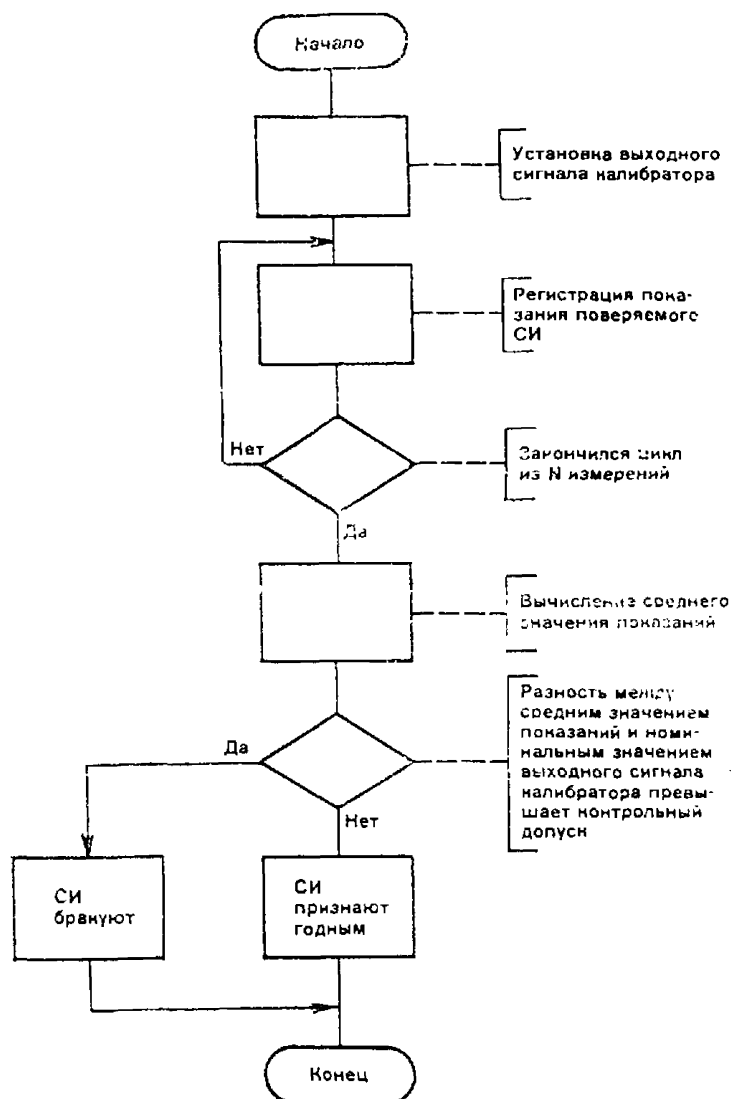 Начало
Установка выходного
сигнала калибратора
Регистрация пока-
зания поверяемого
СИ
Нет
Закончился цикл
из N измерений
Да
Вычисление среднего
значения показаний
Разность между
средним значением
показаний и номи-
нальным значением
выходного сигнала
калибратора превы-
шает контрольный
допуск
Да
Нет
СИ
бракуют
СИ
признают
годным
Конец